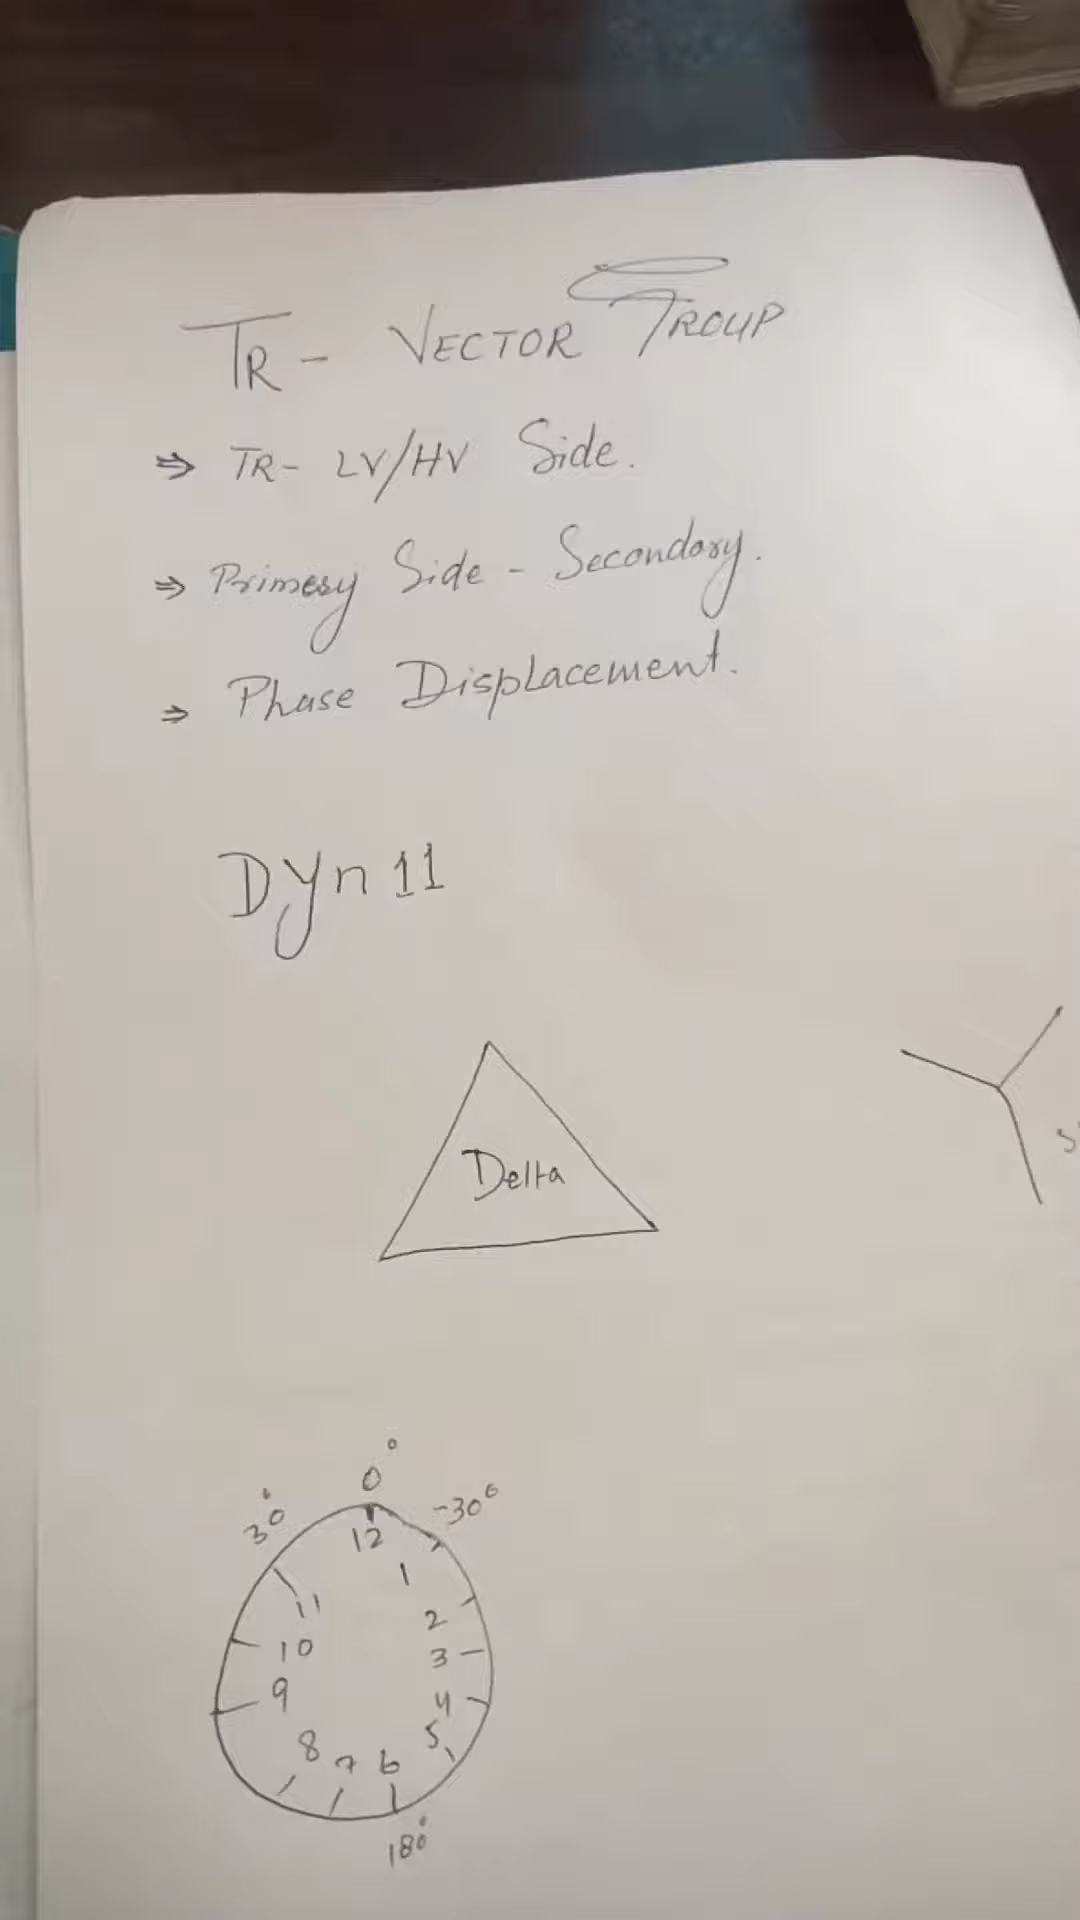 TR - VECTOR GROUP
⇒ TR- LV/HV Side.
⇒ Primary Side - Secondary.
⇒ Phase Displacement.
Dyn 11
Delta
0°
30°
-30°
12
1
11
2
10
3
9
4
5
8
7
6
180°